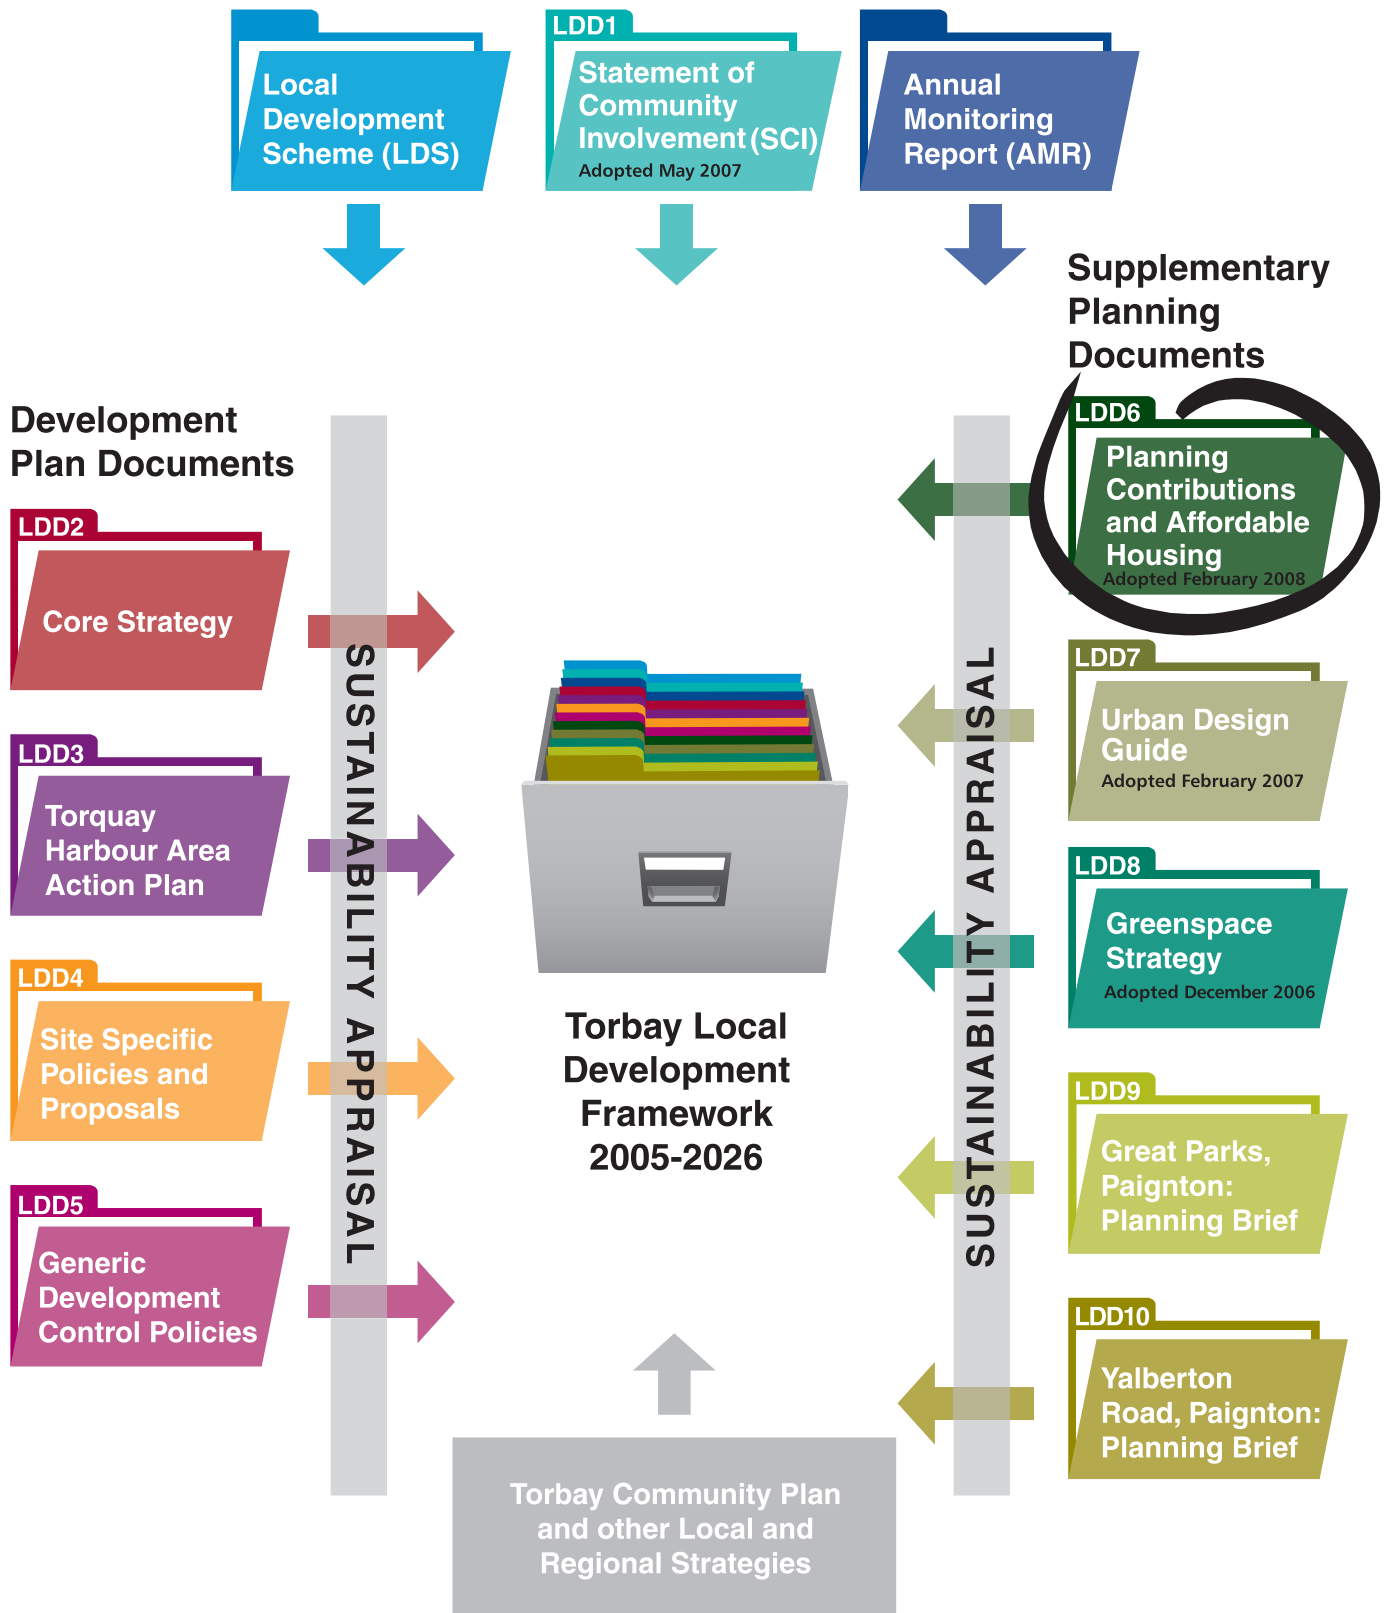 Local
Development
Scheme (LDS)
LDD1
Statement of
Community
Involvement (SCI)
Adopted May 2007
Annual
Monitoring
Report (AMR)
Development
Plan Documents
LDD2
Core Strategy
LDD3
Torquay
Harbour Area
Action Plan
LDD4
Site Specific
Policies and
Proposals
LDD5
Generic
Development
Control Policies
SUSTAINABILITY APPRAISAL
Torbay Local
Development
Framework
2005-2026
Torbay Community Plan
and other Local and
Regional Strategies
SUSTAINABILITY APPRAISAL
Supplementary
Planning
Documents
LDD6
Planning
Contributions
and Affordable
Housing
Adopted February 2008
LDD7
Urban Design
Guide
Adopted February 2007
LDD8
Greenspace
Strategy
Adopted December 2006
LDD9
Great Parks,
Paignton:
Planning Brief
LDD10
Yalberton
Road, Paignton:
Planning Brief